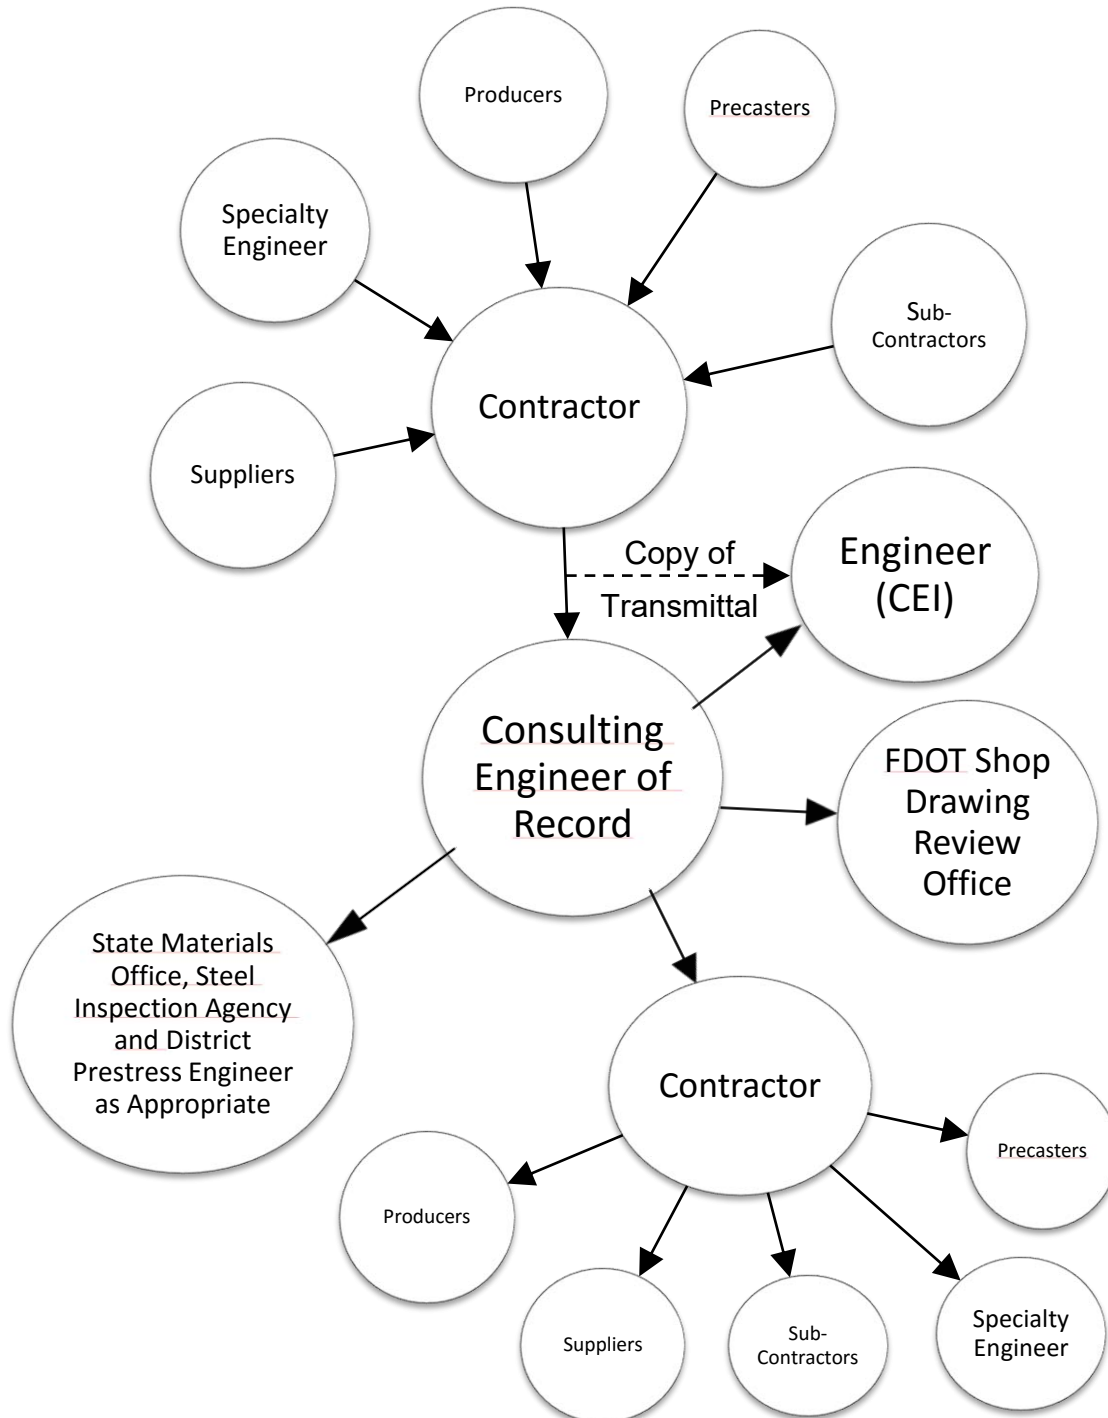 Producers
Precasters
Specialty
Engineer
Sub-
Contractors
Contractor
Suppliers
Copy of
Transmittal
Engineer
(CEI)
Consulting
Engineer of
Record
FDOT Shop
Drawing
Review
Office
State Materials
Office, Steel
Inspection Agency
and District
Prestress Engineer
as Appropriate
Contractor
Precasters
Producers
Suppliers
Sub-
Contractors
Specialty
Engineer